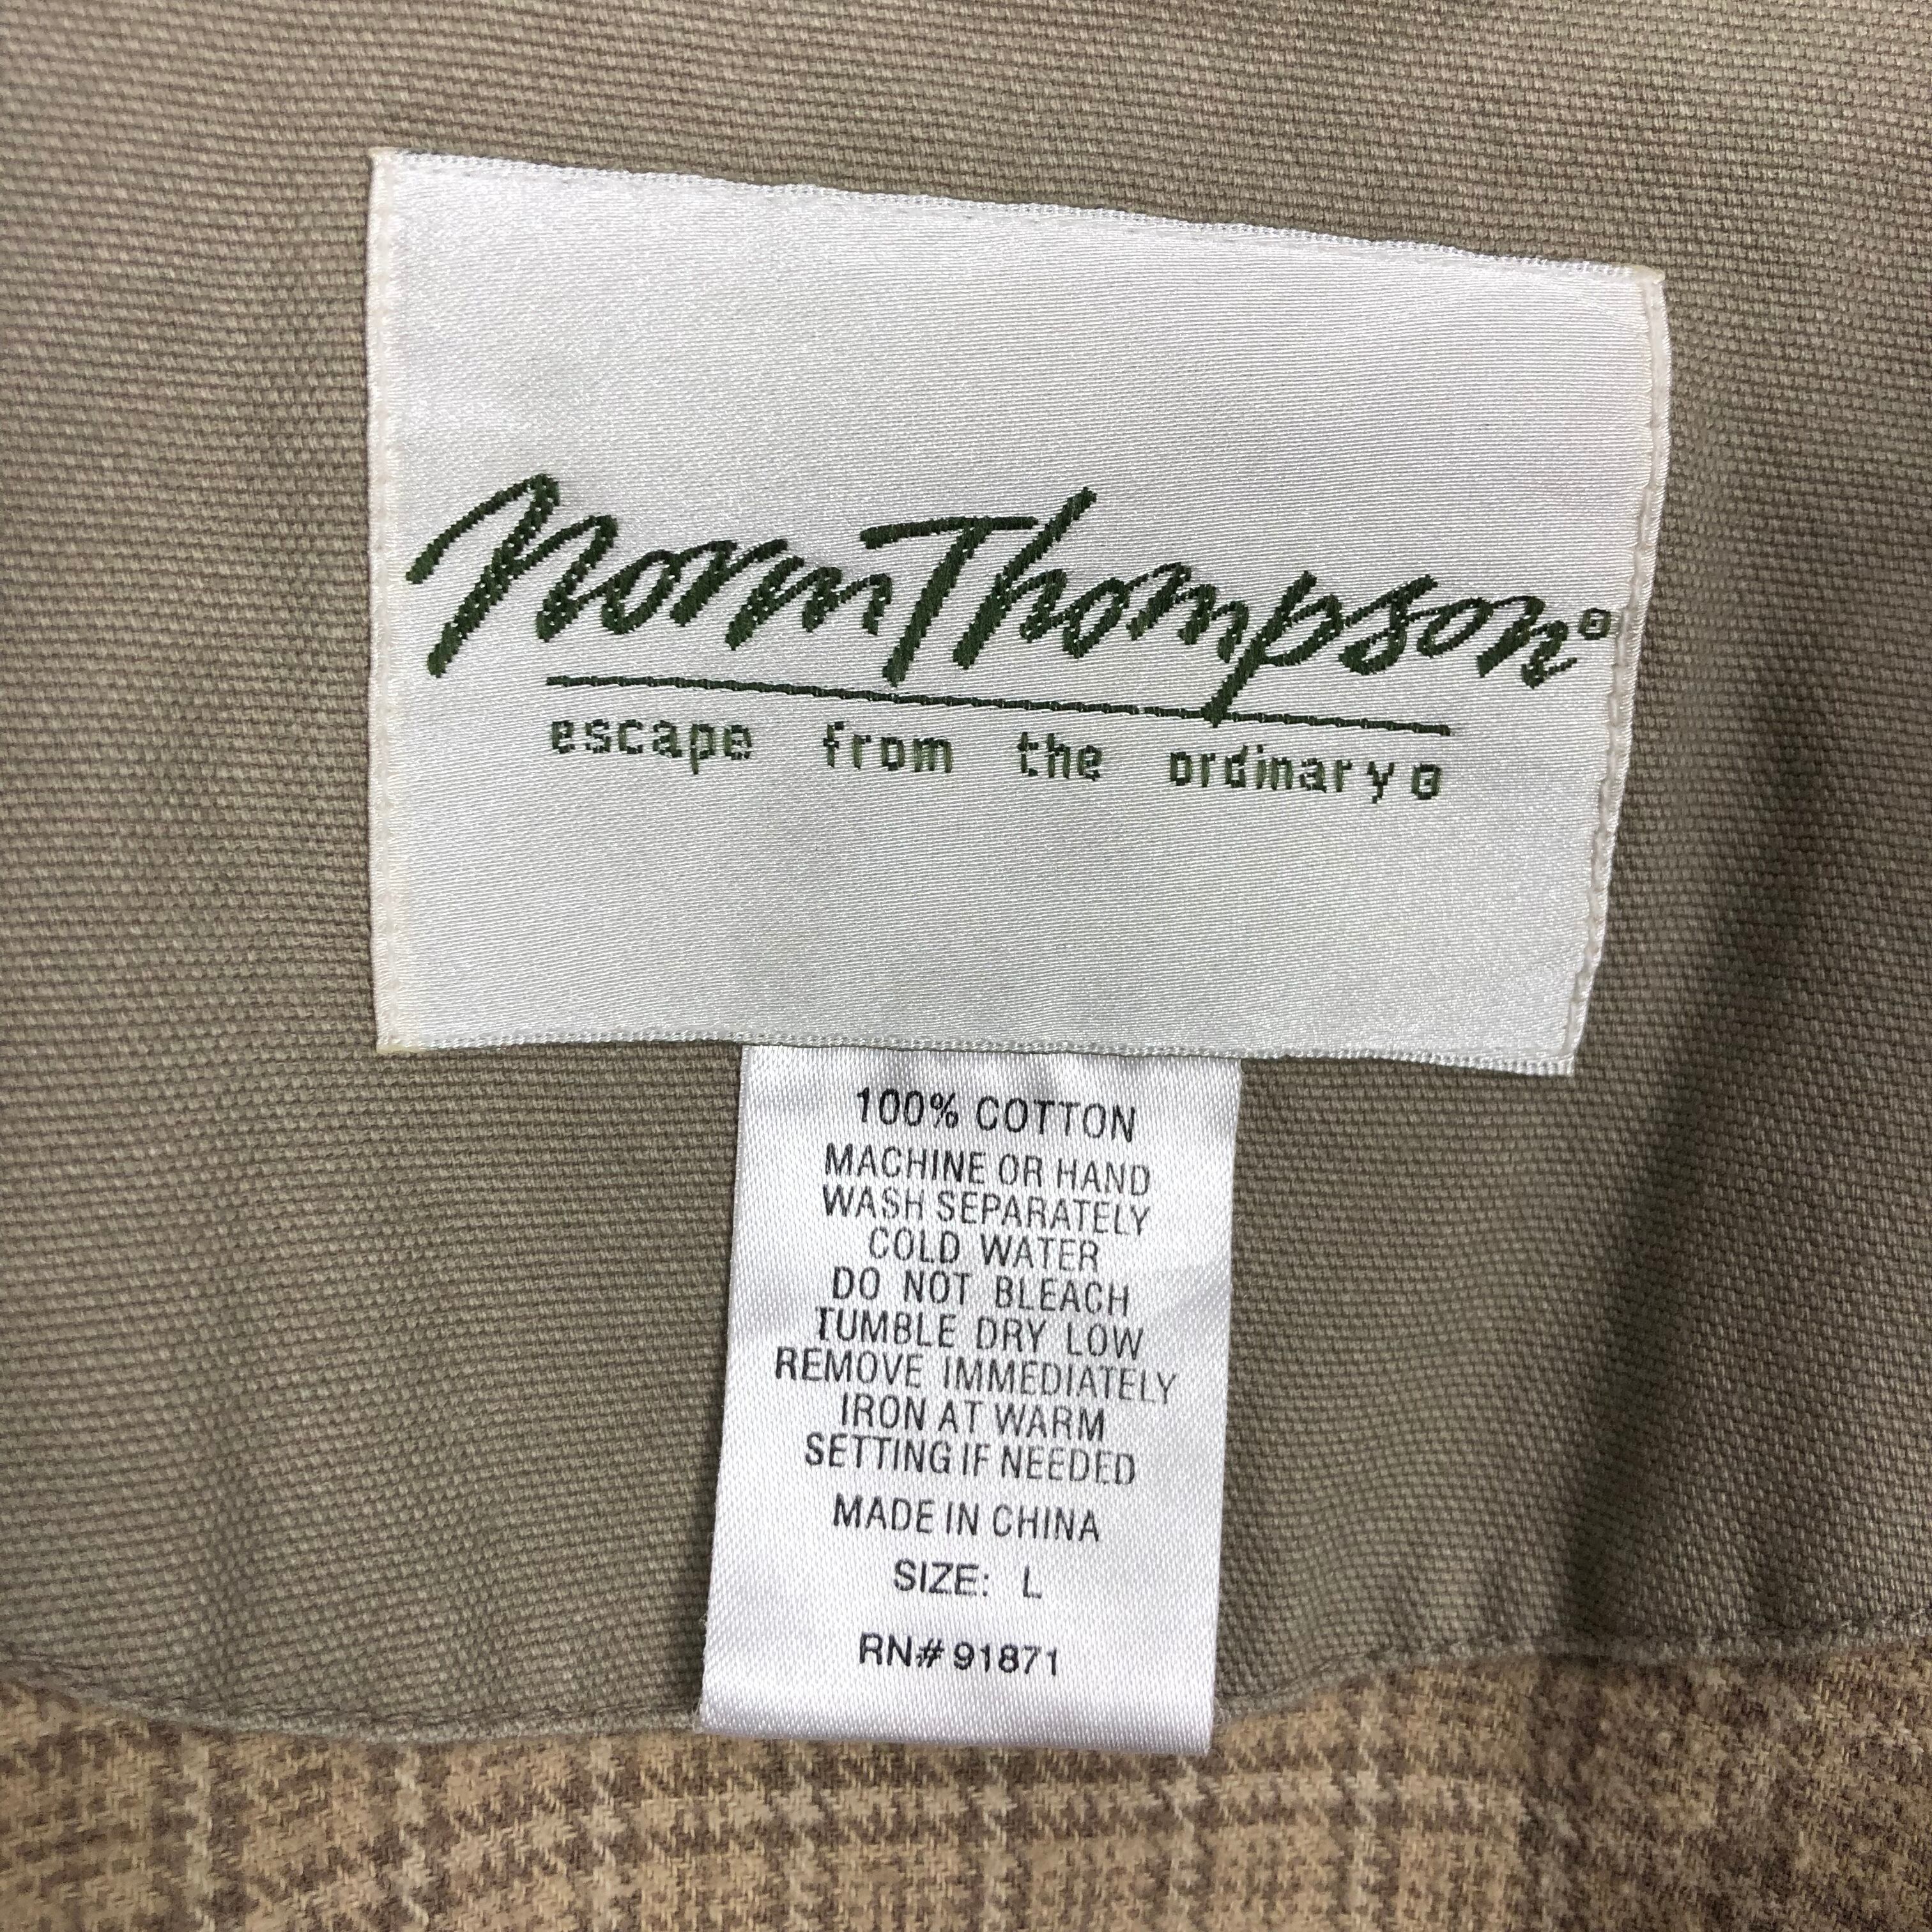 Norm Thompson®
escape from the ordinary®
100% COTTON
MACHINE OR HAND
WASH SEPARATELY
COLD WATER
DO NOT BLEACH
TUMBLE DRY LOW
REMOVE IMMEDIATELY
IRON AT WARM
SETTING IF NEEDED
MADE IN CHINA
SIZE: L
RN# 91871